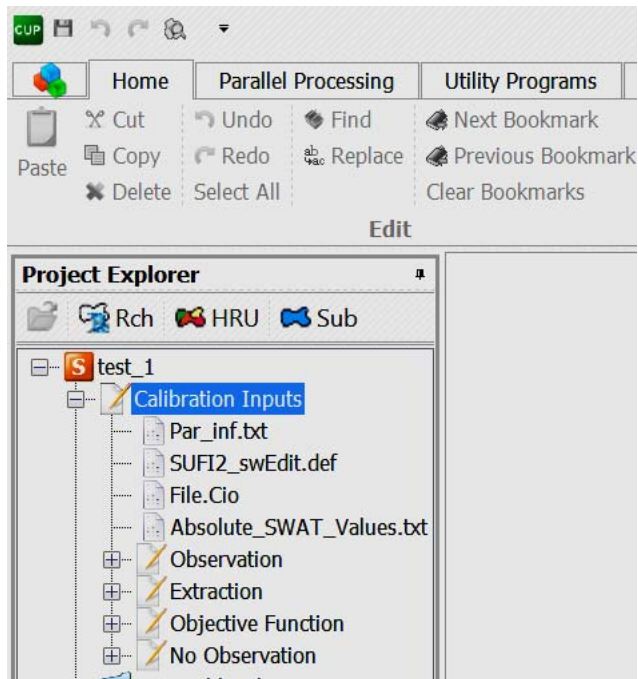 CUP
Home Parallel Processing Utility Programs
Paste
Cut Undo Find Next Bookmark
Copy Redo ab ac Replace Previous Bookmark
Delete Select All Clear Bookmarks
Edit
Project Explorer
Rch HRU Sub
S test_1
Calibration Inputs
Par_inf.txt
SUFI2_swEdit.def
File.Cio
Absolute_SWAT_Values.txt
Observation
Extraction
Objective Function
No Observation